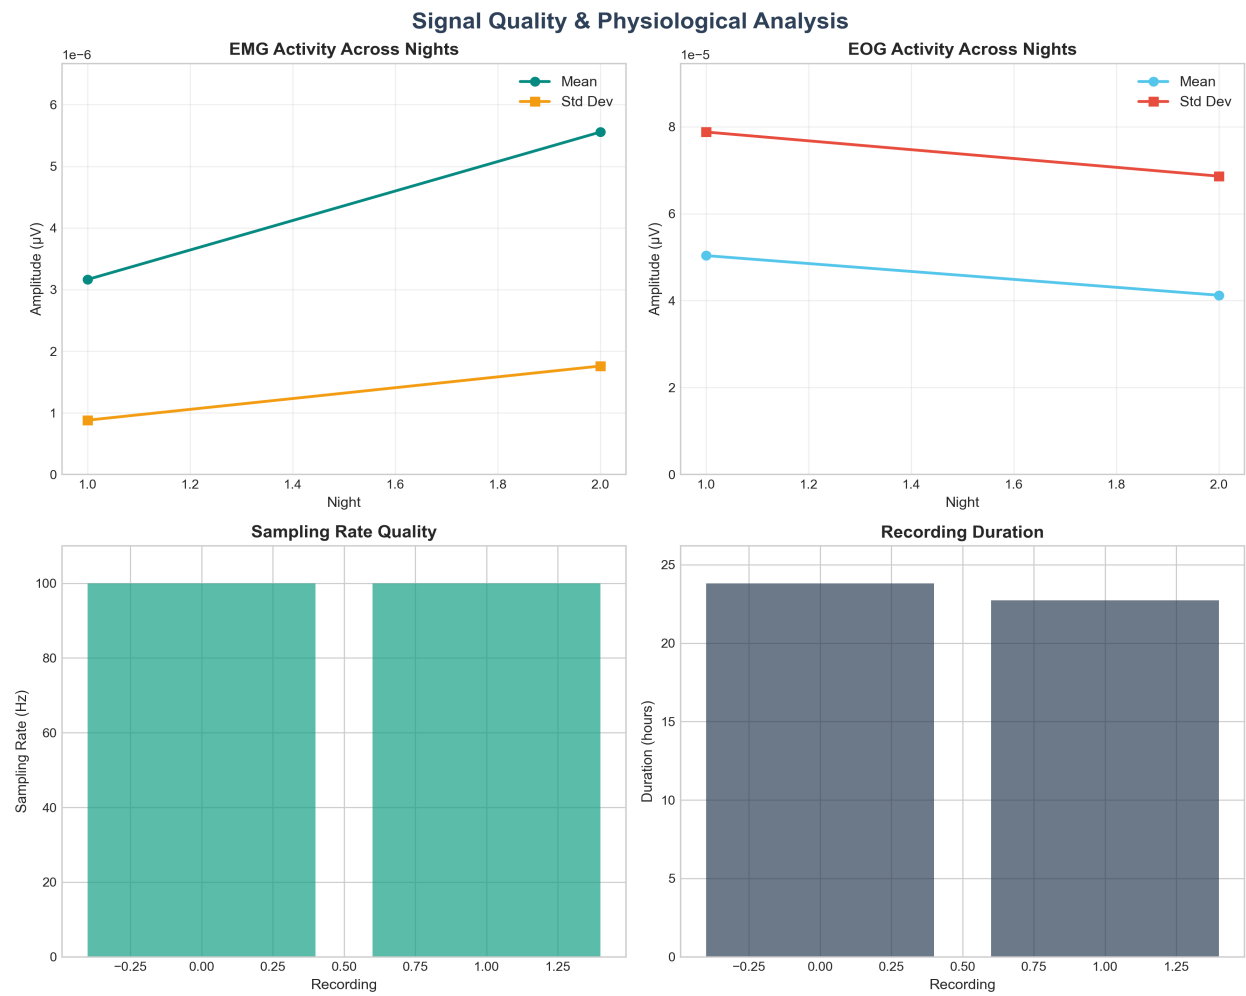 Signal Quality & Physiological Analysis
EMG Activity Across Nights
1e−6
Mean
Std Dev
6
5
4
3
2
1
0
Amplitude (μV)
1.0 1.2 1.4 1.6 1.8 2.0
Night
EOG Activity Across Nights
1e−5
Mean
Std Dev
8
6
4
2
0
Amplitude (μV)
1.0 1.2 1.4 1.6 1.8 2.0
Night
Sampling Rate Quality
100
80
60
40
20
0
Sampling Rate (Hz)
−0.25 0.00 0.25 0.50 0.75 1.00 1.25
Recording
Recording Duration
25
20
15
10
5
0
Duration (hours)
−0.25 0.00 0.25 0.50 0.75 1.00 1.25
Recording